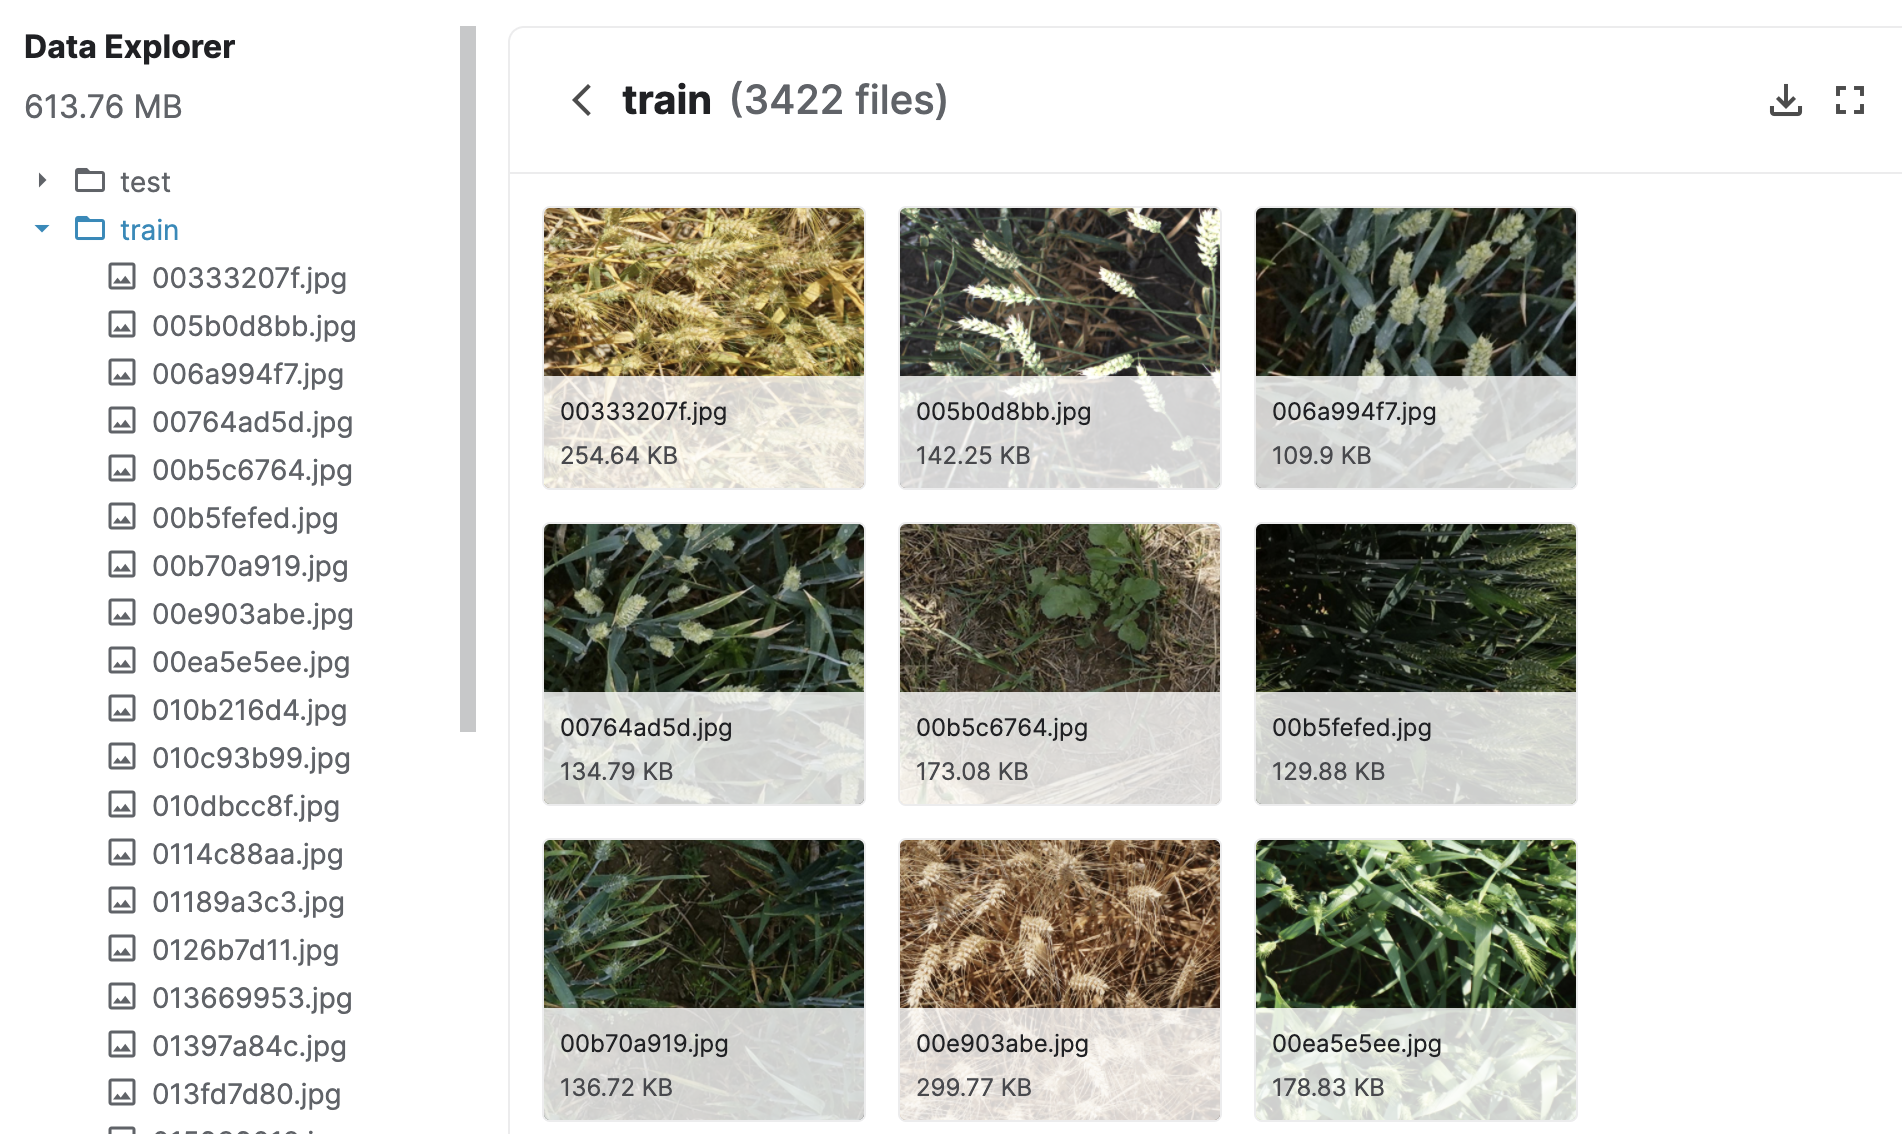 Data Explorer
613.76 MB
test
train
00333207f.jpg
005b0d8bb.jpg
006a994f7.jpg
00764ad5d.jpg
00b5c6764.jpg
00b5fefed.jpg
00b70a919.jpg
00e903abe.jpg
00ea5e5ee.jpg
010b216d4.jpg
010c93b99.jpg
010dbcc8f.jpg
0114c88aa.jpg
01189a3c3.jpg
0126b7d11.jpg
013669953.jpg
01397a84c.jpg
013fd7d80.jpg
train (3422 files)
00333207f.jpg
254.64 KB
005b0d8bb.jpg
142.25 KB
006a994f7.jpg
109.9 KB
00764ad5d.jpg
134.79 KB
00b5c6764.jpg
173.08 KB
00b5fefed.jpg
129.88 KB
00b70a919.jpg
136.72 KB
00e903abe.jpg
299.77 KB
00ea5e5ee.jpg
178.83 KB